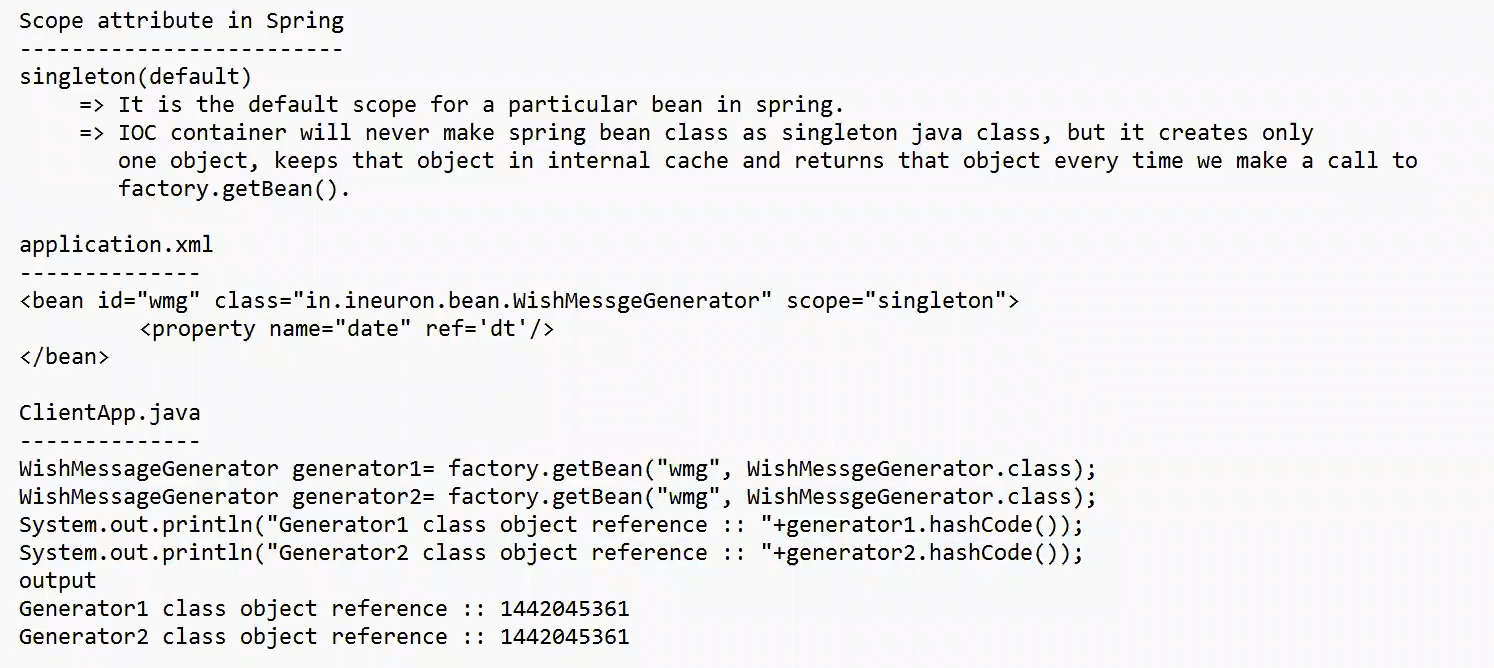 Scope attribute in Spring
-------------------------
singleton(default)
=> It is the default scope for a particular bean in spring.
=> IOC container will never make spring bean class as singleton java class, but it creates only
one object, keeps that object in internal cache and returns that object every time we make a call to
factory.getBean().
application.xml
--------------
<bean id="wmg" class="in.ineuron.bean.WishMessgeGenerator" scope="singleton">
<property name="date" ref='dt'/>
</bean>
ClientApp.java
--------------
WishMessageGenerator generator1= factory.getBean("wmg", WishMessgeGenerator.class);
WishMessageGenerator generator2= factory.getBean("wmg", WishMessgeGenerator.class);
System.out.println("Generator1 class object reference :: "+generator1.hashCode());
System.out.println("Generator2 class object reference :: "+generator2.hashCode());
output
Generator1 class object reference :: 1442045361
Generator2 class object reference :: 1442045361